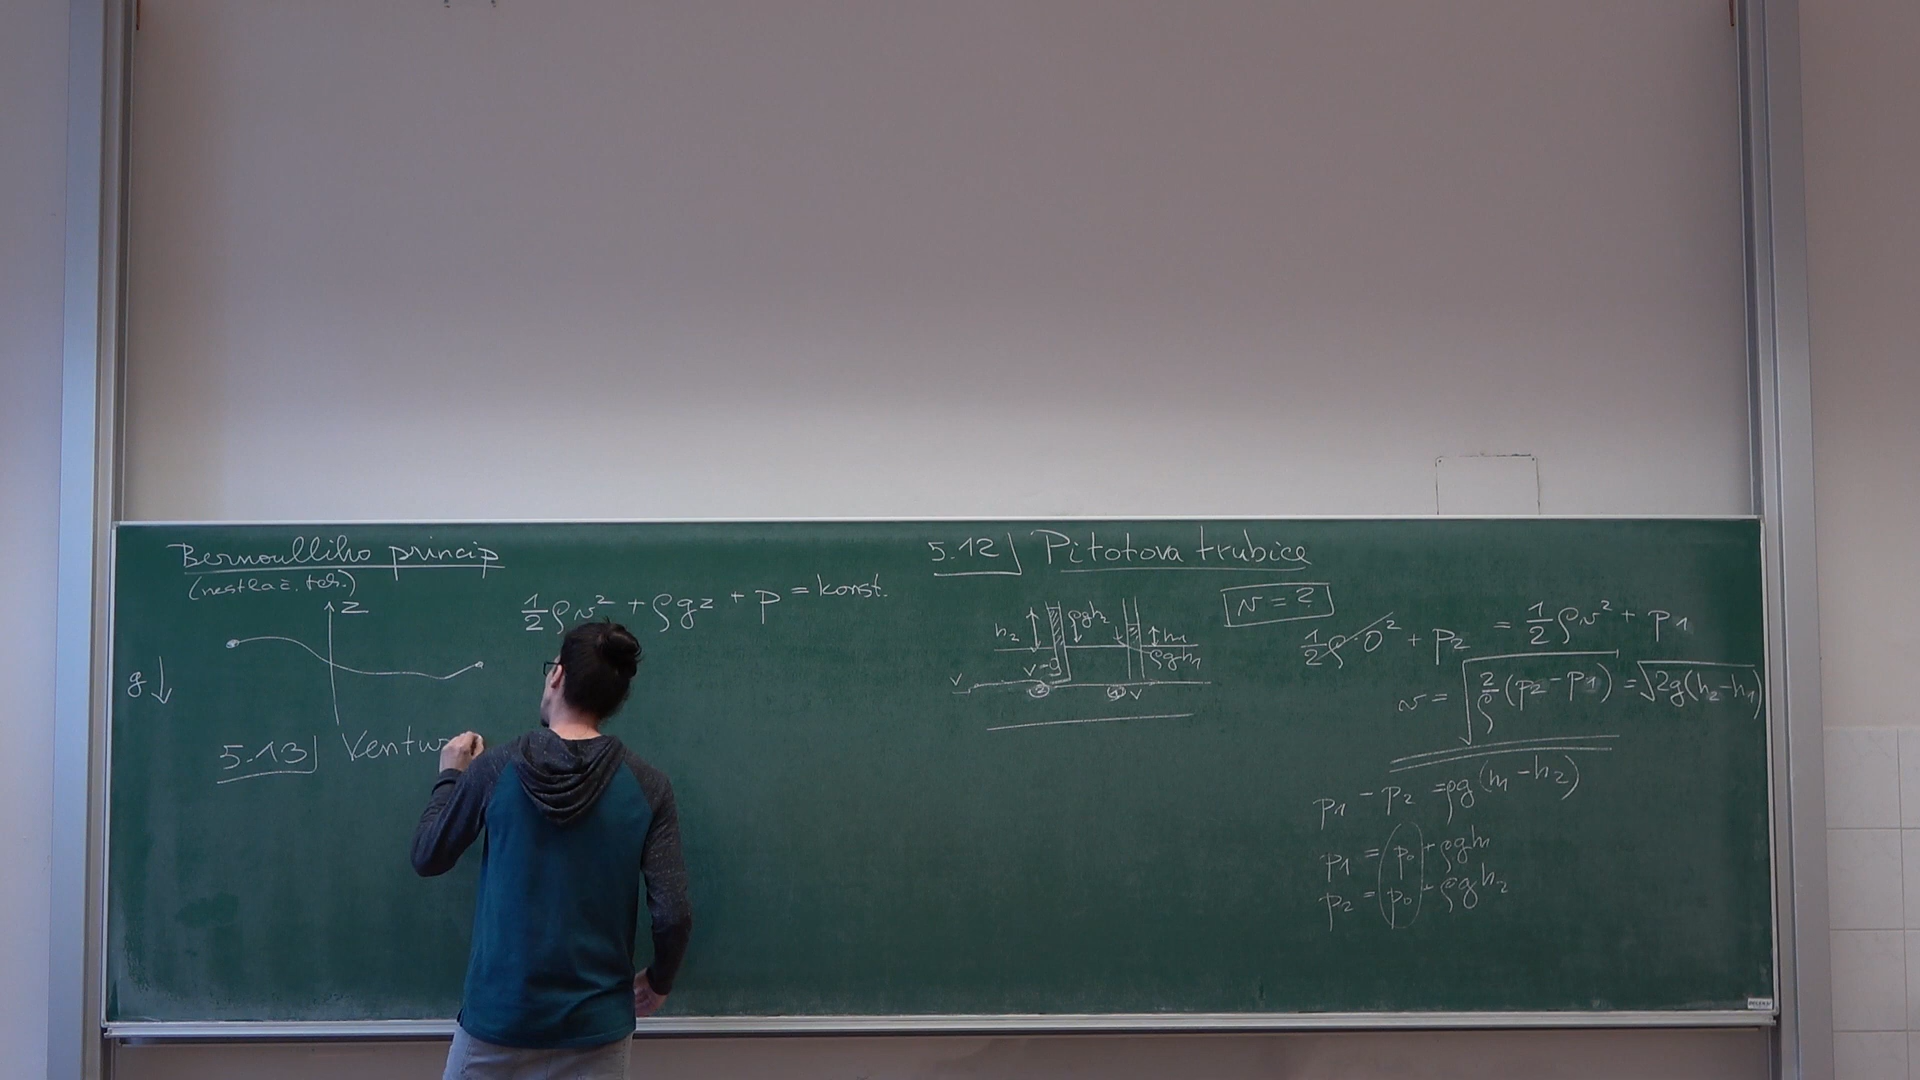 Bernoulliho princip
(nestlač. tek.)
z
g ↓
1/2 ρv² + ρgz + p = konst.
5.13 Ventu
5.12 Pitotova trubice
v = ?
h₂ ρgh₂ h₁
ρgh₁
v
② ① v
1/2 ρ·0² + p₂ = 1/2 ρv² + p₁
v = √(2/ρ (p₂ - p₁)) = √2g(h₂-h₁)
p₁ - p₂ = ρg(h₁ - h₂)
p₁ = p₀ + ρgh₁
p₂ = p₀ + ρgh₂